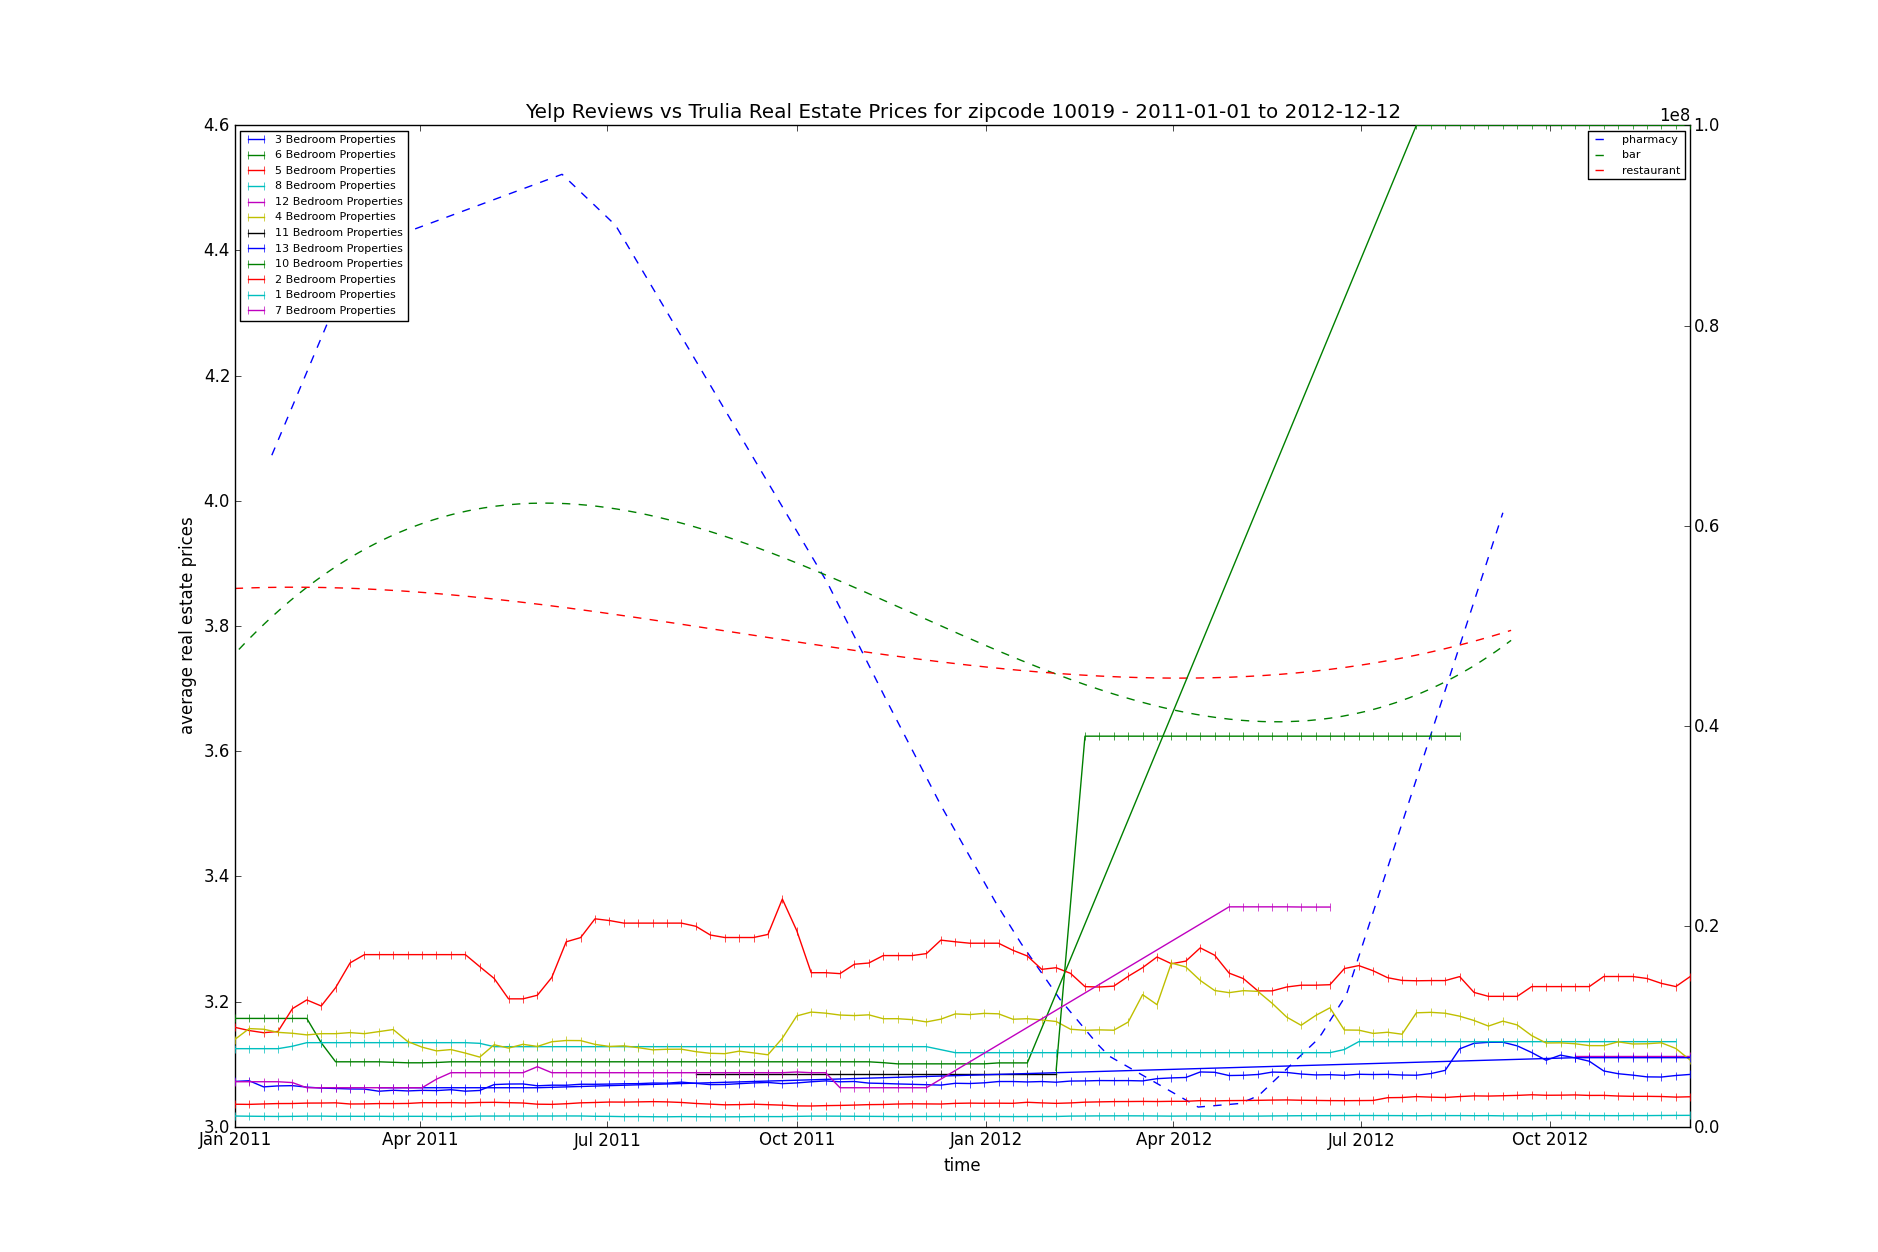 Yelp Reviews vs Trulia Real Estate Prices for zipcode 10019 - 2011-01-01 to 2012-12-12
1e8
4.6
4.4
4.2
4.0
3.8
3.6
3.4
3.2
3.0
average real estate prices
3 Bedroom Properties
6 Bedroom Properties
5 Bedroom Properties
8 Bedroom Properties
12 Bedroom Properties
4 Bedroom Properties
11 Bedroom Properties
13 Bedroom Properties
10 Bedroom Properties
2 Bedroom Properties
1 Bedroom Properties
7 Bedroom Properties
pharmacy
bar
restaurant
1.0
0.8
0.6
0.4
0.2
0.0
Jan 2011 Apr 2011 Jul 2011 Oct 2011 Jan 2012 Apr 2012 Jul 2012 Oct 2012
time